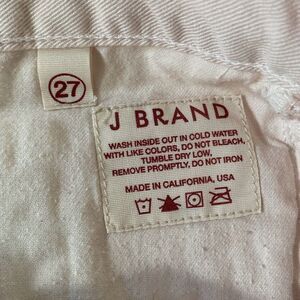 27
J BRAND
WASH INSIDE OUT IN COLD WATER
WITH LIKE COLORS, DO NOT BLEACH,
TUMBLE DRY LOW,
REMOVE PROMPTLY, DO NOT IRON
MADE IN CALIFORNIA, USA